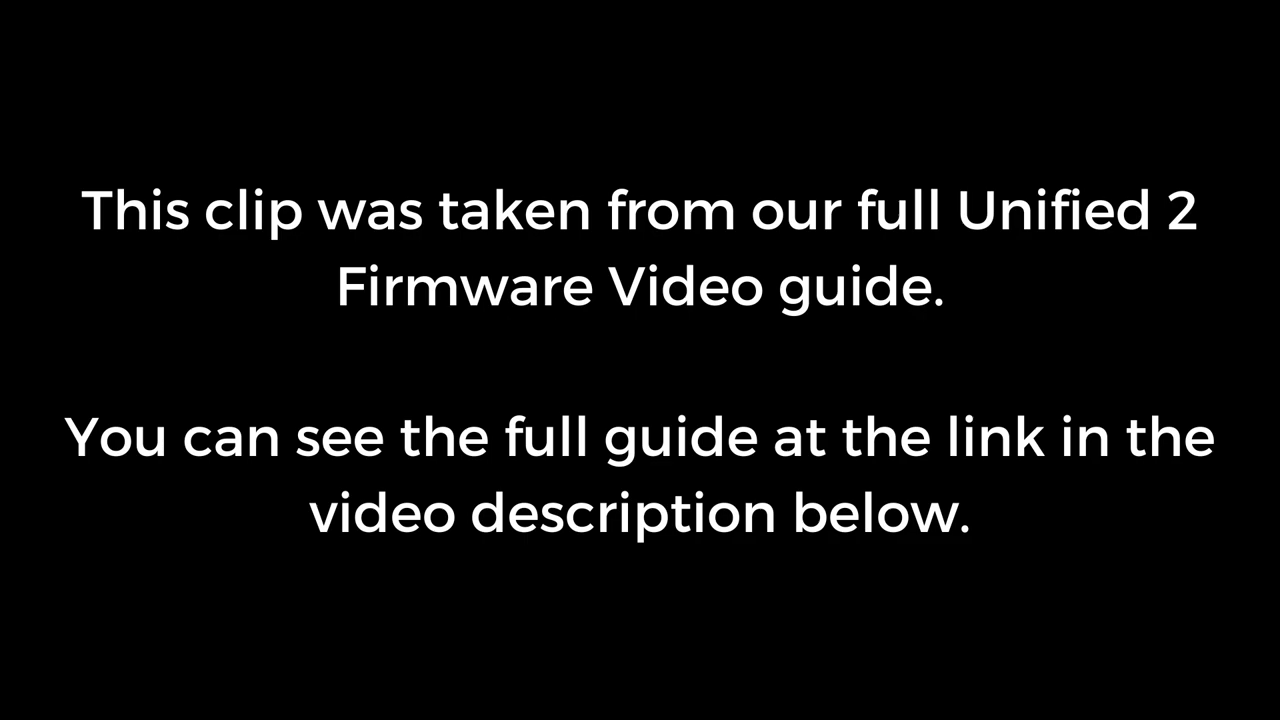 This clip was taken from our full Unified 2
Firmware Video guide.
You can see the full guide at the link in the
video description below.